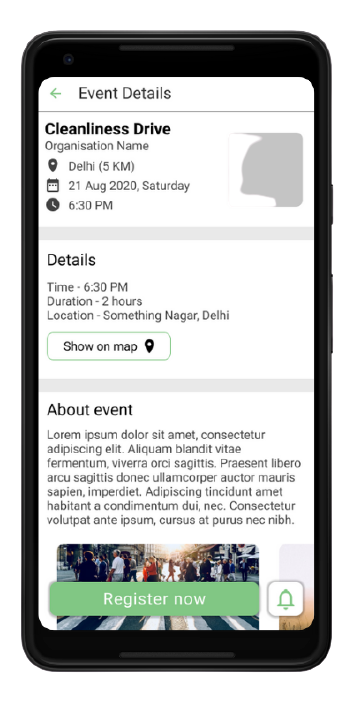 Event Details
Cleanliness Drive
Organisation Name
Delhi (5 KM)
21 Aug 2020, Saturday
6:30 PM
Details
Time - 6:30 PM
Duration - 2 hours
Location - Something Nagar, Delhi
Show on map
About event
Lorem ipsum dolor sit amet, consectetur
adipiscing elit. Aliquam blandit vitae
fermentum, viverra orci sagittis. Praesent libero
arcu sagittis donec ullamcorper auctor mauris
sapien, imperdiet. Adipiscing tincidunt amet
habitant a condimentum dui, nec. Consectetur
volutpat ante ipsum, cursus at purus nec nibh.
Register now